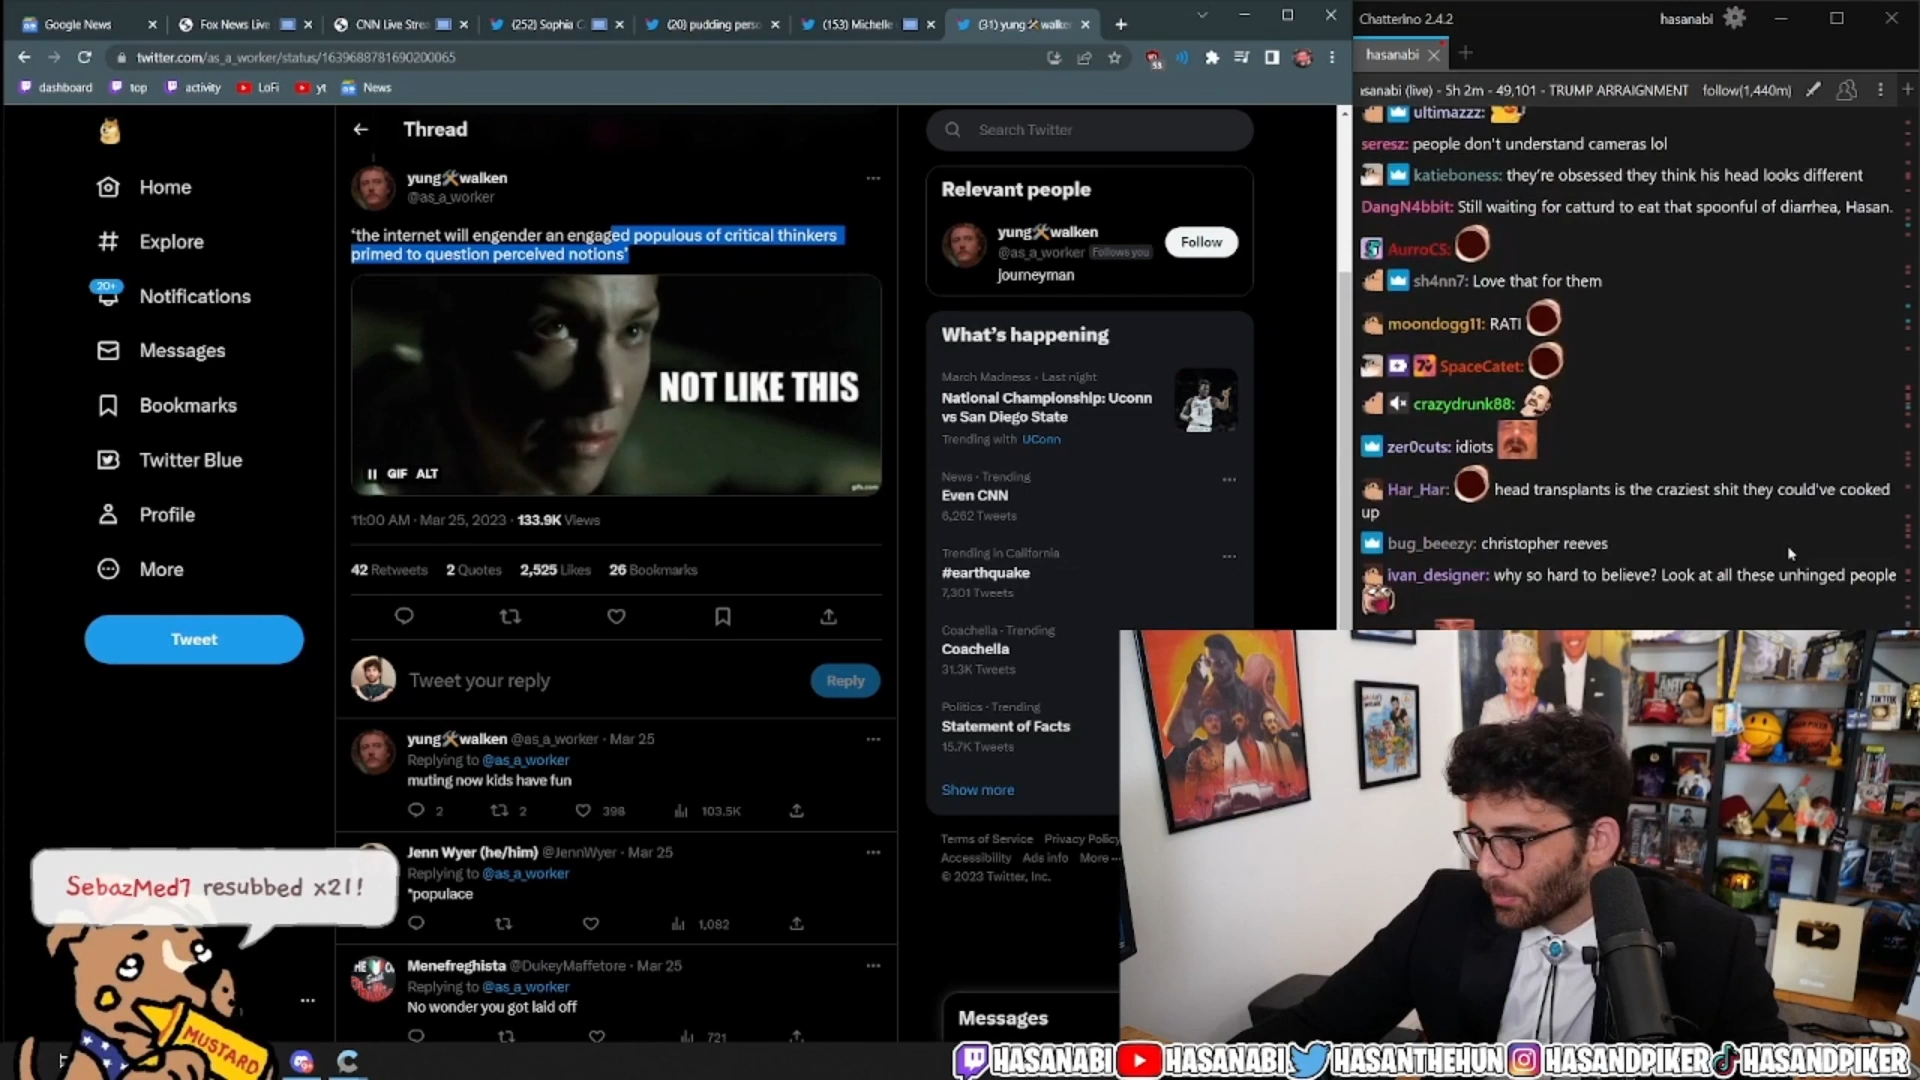 Google News
Fox News Live
CNN Live Stre
(252) Sophia C
(20) pudding perso
(153) Michelle
(31) yung🛠walke
twitter.com/as_a_worker/status/1639688781690200065
dashboard
top
activity
LoFi
yt
News
Home
Explore
20+
Notifications
Messages
Bookmarks
Twitter Blue
Profile
More
Tweet
Thread
yung🛠walken
@as_a_worker
'the internet will engender an engaged populous of critical thinkers
primed to question perceived notions'
NOT LIKE THIS
GIF ALT
11:00 AM · Mar 25, 2023 · 133.9K Views
42 Retweets 2 Quotes 2,525 Likes 26 Bookmarks
Tweet your reply
Reply
yung🛠walken @as_a_worker · Mar 25
Replying to @as_a_worker
muting now kids have fun
2 2 398 103.5K
Jenn Wyer (he/him) @JennWyer · Mar 25
Replying to @as_a_worker
*populace
1,082
Menefreghista @DukeyMaffetore · Mar 25
Replying to @as_a_worker
No wonder you got laid off
721
Search Twitter
Relevant people
yung🛠walken
@as_a_worker Follows you
Journeyman
Follow
What's happening
March Madness · Last night
National Championship: Uconn
vs San Diego State
Trending with UConn
News · Trending
Even CNN
6,262 Tweets
Trending in California
#earthquake
7,301 Tweets
Coachella · Trending
Coachella
31.3K Tweets
Politics · Trending
Statement of Facts
15.7K Tweets
Show more
Terms of Service Privacy Policy
Accessibility Ads info More ···
© 2023 Twitter, Inc.
Messages
Chatterino 2.4.2
hasanabi
hasanabi
asanabi (live) - 5h 2m - 49,101 - TRUMP ARRAIGNMENT follow(1,440m)
ultimazzz:
seresz: people don't understand cameras lol
katieboness: they're obsessed they think his head looks different
DangN4bbit: Still waiting for catturd to eat that spoonful of diarrhea, Hasan.
AurroCS:
sh4nn7: Love that for them
moondogg11: RATI
SpaceCatet:
crazydrunk88:
zer0cuts: idiots
Har_Har: head transplants is the craziest shit they could've cooked
up
bug_beeezy: christopher reeves
ivan_designer: why so hard to believe? Look at all these unhinged people
SebazMed7 resubbed x21!
MUSTARD
HASANABI HASANABI HASANTHEHUN HASANDPIKER HASANDPIKER